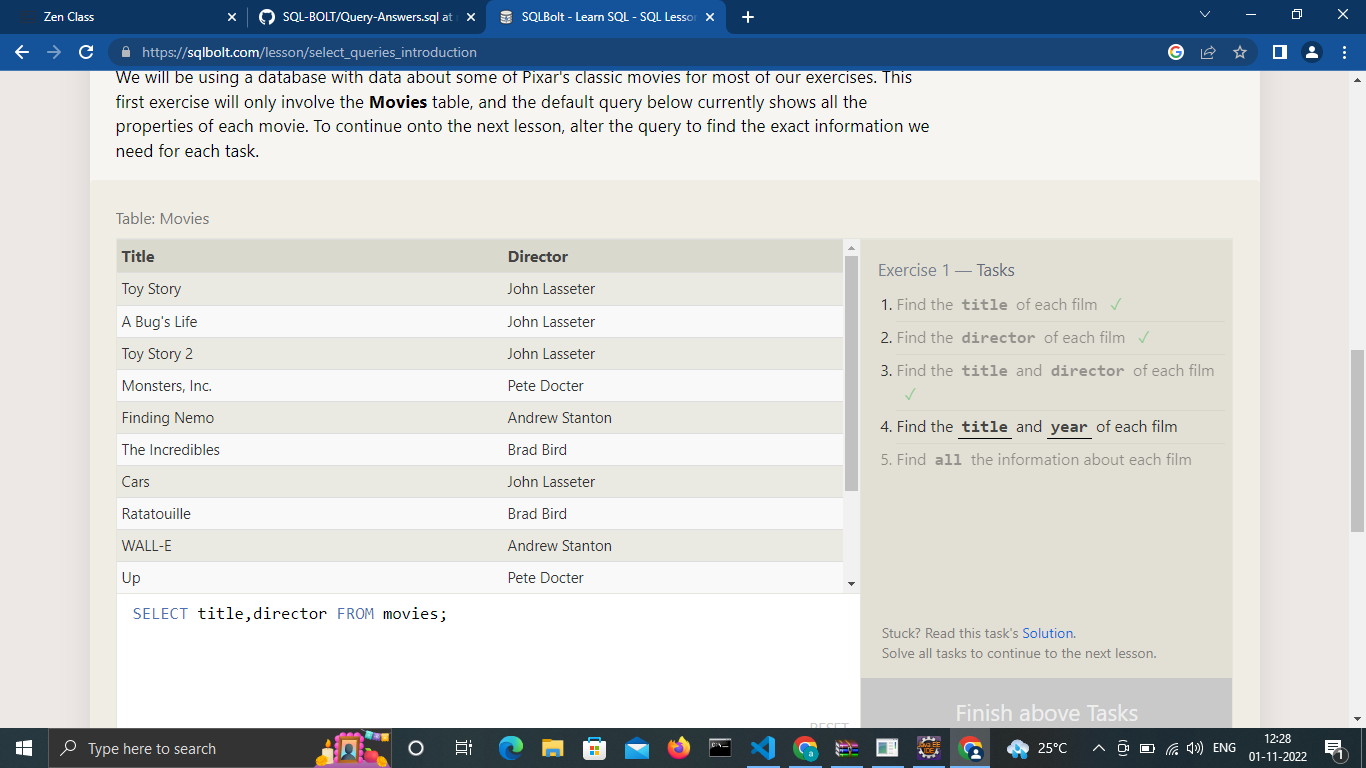 Zen Class
SQL-BOLT/Query-Answers.sql at
SQLBolt - Learn SQL - SQL Lesson
https://sqlbolt.com/lesson/select_queries_introduction
We will be using a database with data about some of Pixar's classic movies for most of our exercises. This
first exercise will only involve the Movies table, and the default query below currently shows all the
properties of each movie. To continue onto the next lesson, alter the query to find the exact information we
need for each task.
Table: Movies
Title Director
Toy Story John Lasseter
A Bug's Life John Lasseter
Toy Story 2 John Lasseter
Monsters, Inc. Pete Docter
Finding Nemo Andrew Stanton
The Incredibles Brad Bird
Cars John Lasseter
Ratatouille Brad Bird
WALL-E Andrew Stanton
Up Pete Docter
SELECT title,director FROM movies;
RESET
Exercise 1 — Tasks
1. Find the title of each film ✓
2. Find the director of each film ✓
3. Find the title and director of each film
✓
4. Find the title and year of each film
5. Find all the information about each film
Stuck? Read this task's Solution.
Solve all tasks to continue to the next lesson.
Finish above Tasks
Type here to search
25°C
ENG
12:28
01-11-2022
1